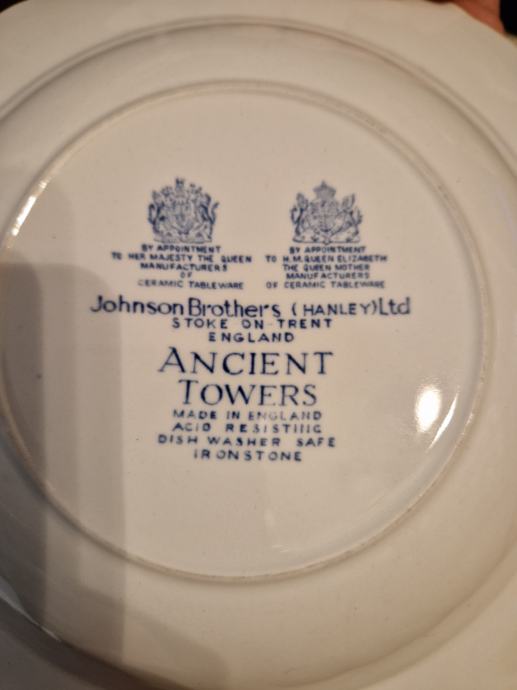 BY APPOINTMENT
TO HER MAJESTY THE QUEEN
MANUFACTURERS
OF
CERAMIC TABLEWARE
BY APPOINTMENT
TO H.M.QUEEN ELIZABETH
THE QUEEN MOTHER
MANUFACTURERS
OF CERAMIC TABLEWARE
Johnson Brothers (HANLEY)Ltd
STOKE ON-TRENT
ENGLAND
ANCIENT
TOWERS
MADE IN ENGLAND
ACID RESISTING
DISH WASHER SAFE
IRONSTONE